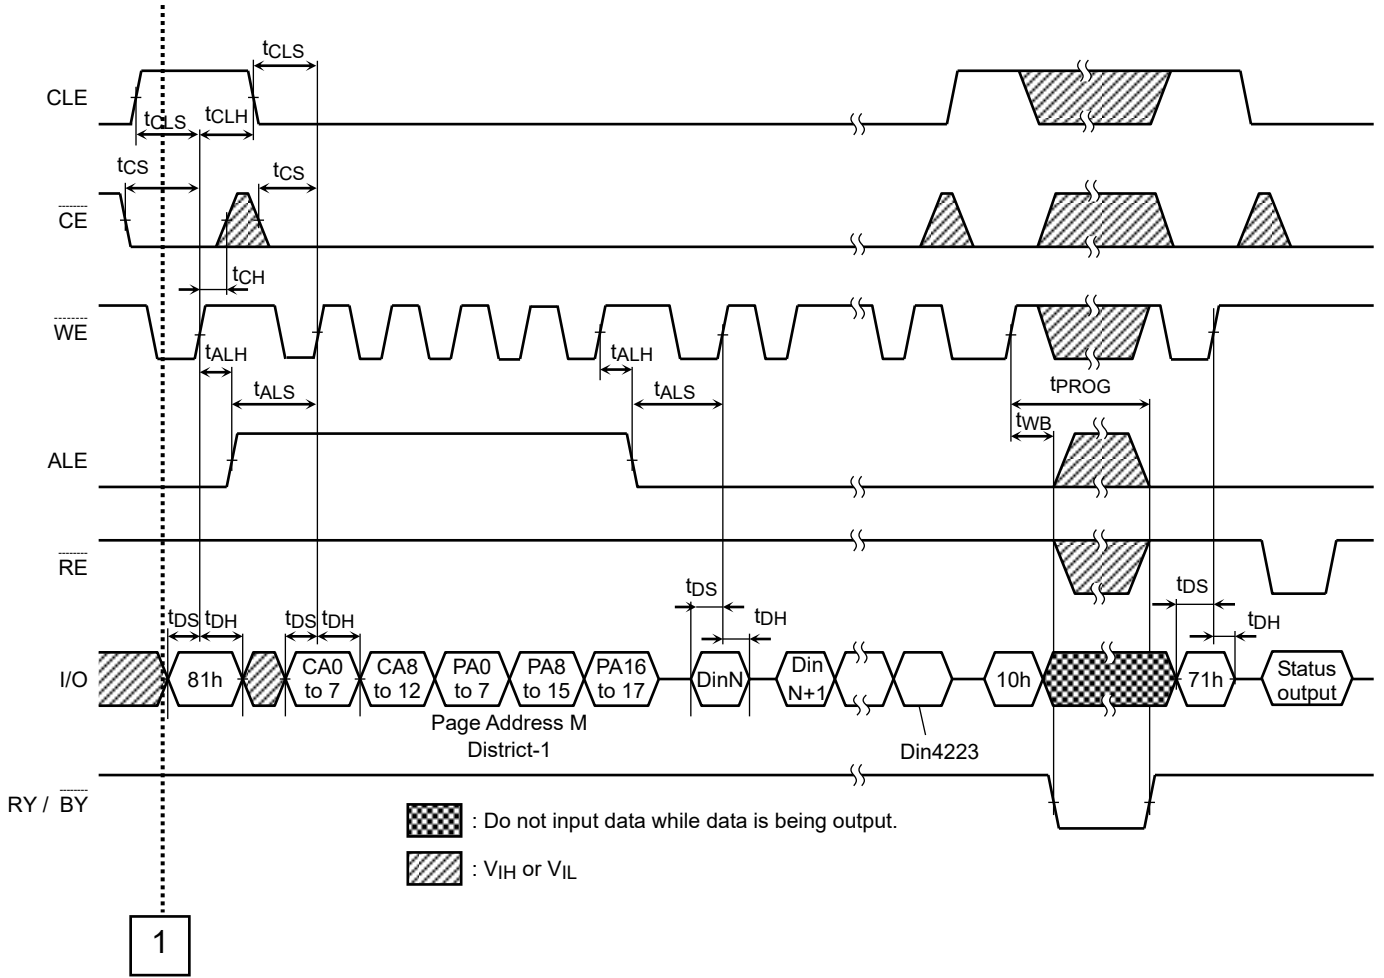 tCLS
CLE
tCLS
tCLH
tCS
tCS
CE
tCH
WE
tALH
tALS
tALH
tALS
tPROG
tWB
ALE
RE
tDS
tDH
tDS
tDH
tDS
tDH
tDS
tDH
I/O
81h
CA0 to 7
CA8 to 12
PA0 to 7
PA8 to 15
PA16 to 17
DinN
Din N+1
10h
71h
Status output
Page Address M
District-1
Din4223
RY / BY
: Do not input data while data is being output.
: VIH or VIL
1